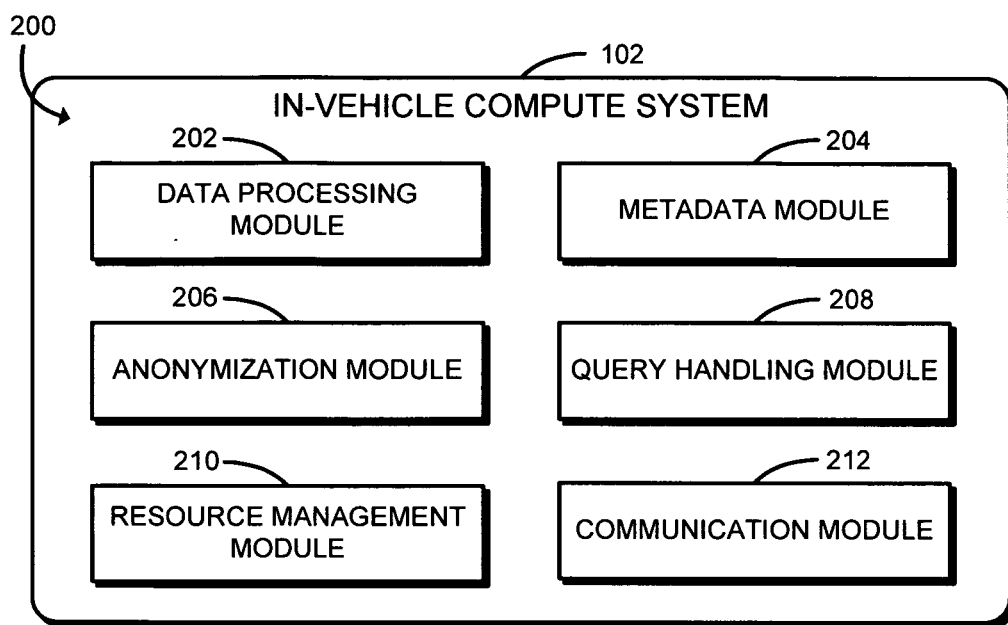 200
102
IN-VEHICLE COMPUTE SYSTEM
202
204
DATA PROCESSING
MODULE
METADATA MODULE
206
208
ANONYMIZATION MODULE
QUERY HANDLING MODULE
210
212
RESOURCE MANAGEMENT
MODULE
COMMUNICATION MODULE